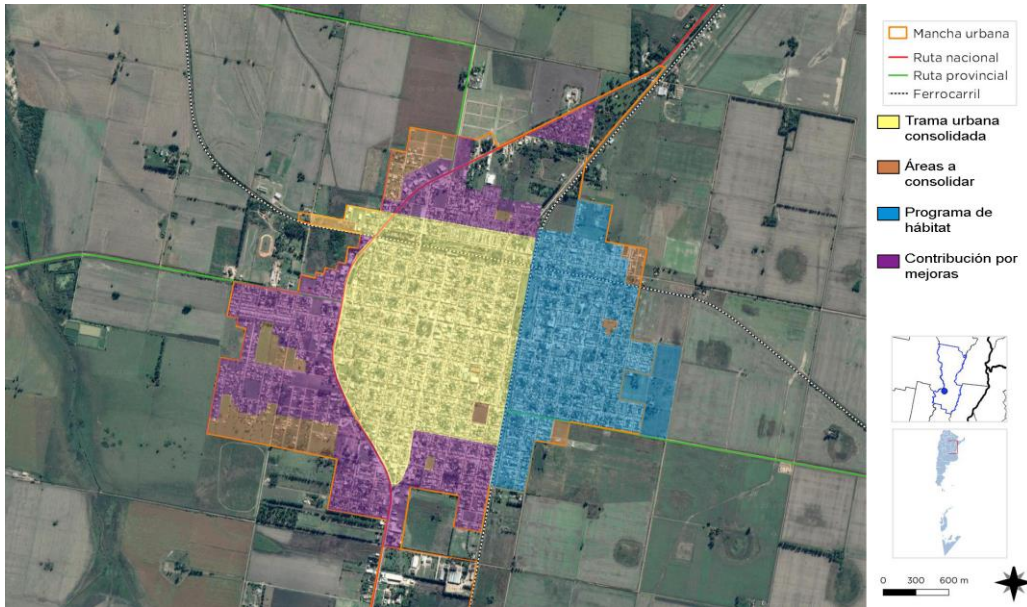 Mancha urbana
Ruta nacional
Ruta provincial
Ferrocarril
Trama urbana
consolidada
Áreas a
consolidar
Programa de
hábitat
Contribución por
mejoras
0 300 600 m